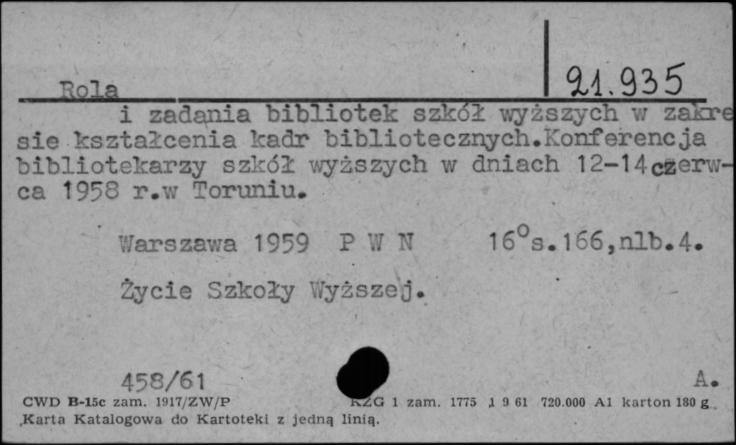 21.935
Rola
i zadania bibliotek szkół wyższych w zakre
sie kształcenia kadr bibliotecznych.Konferencja
bibliotekarzy szkół wyższych w dniach 12-14czerw-
ca 1958 r.w Toruniu.
Warszawa 1959 P W N 16°s.166,nlb.4.
Życie Szkoły Wyższej.
458/61 A.
CWD B-15c zam. 1917/ZW/P KZG 1 zam. 1775 1 9 61 720.000 A1 karton 180 g
Karta Katalogowa do Kartoteki z jedną linią.